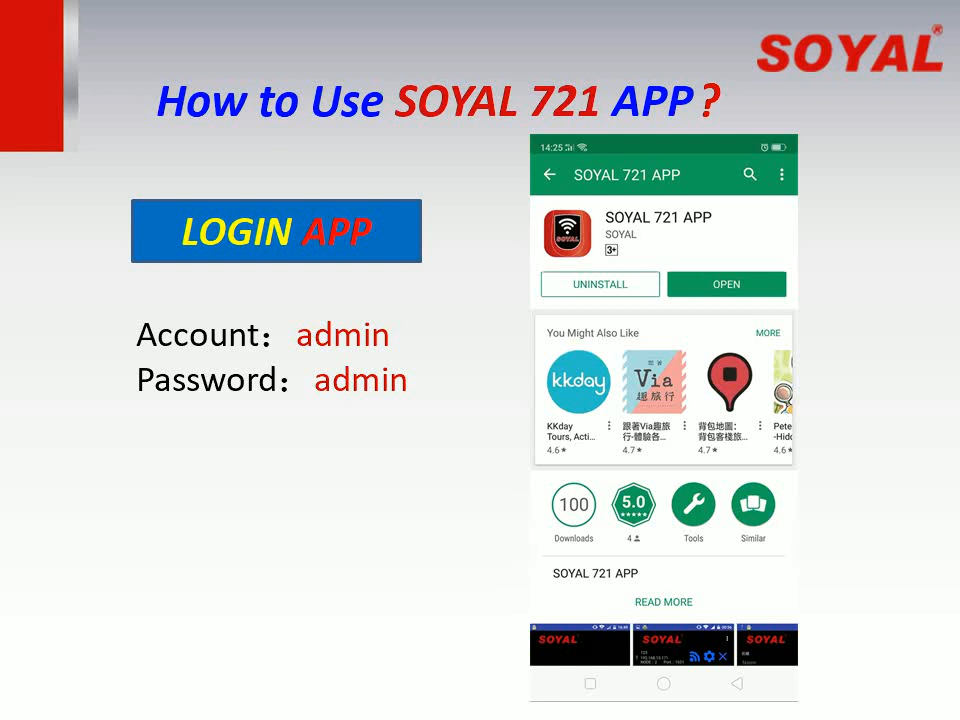 SOYAL®
How to Use SOYAL 721 APP?
LOGIN APP
Account： admin
Password： admin
14:25
SOYAL 721 APP
SOYAL 721 APP
SOYAL
3+
UNINSTALL
OPEN
You Might Also Like
MORE
kkday
Via
趣旅行
KKday
Tours, Acti...
4.6★
跟著Via趣旅
行-體驗各...
4.7★
背包地圖：
背包客棧旅...
4.7★
Pete
-Hido
4.6★
100
Downloads
5.0
4
Tools
Similar
SOYAL 721 APP
READ MORE
SOYAL
SOYAL
SOYAL